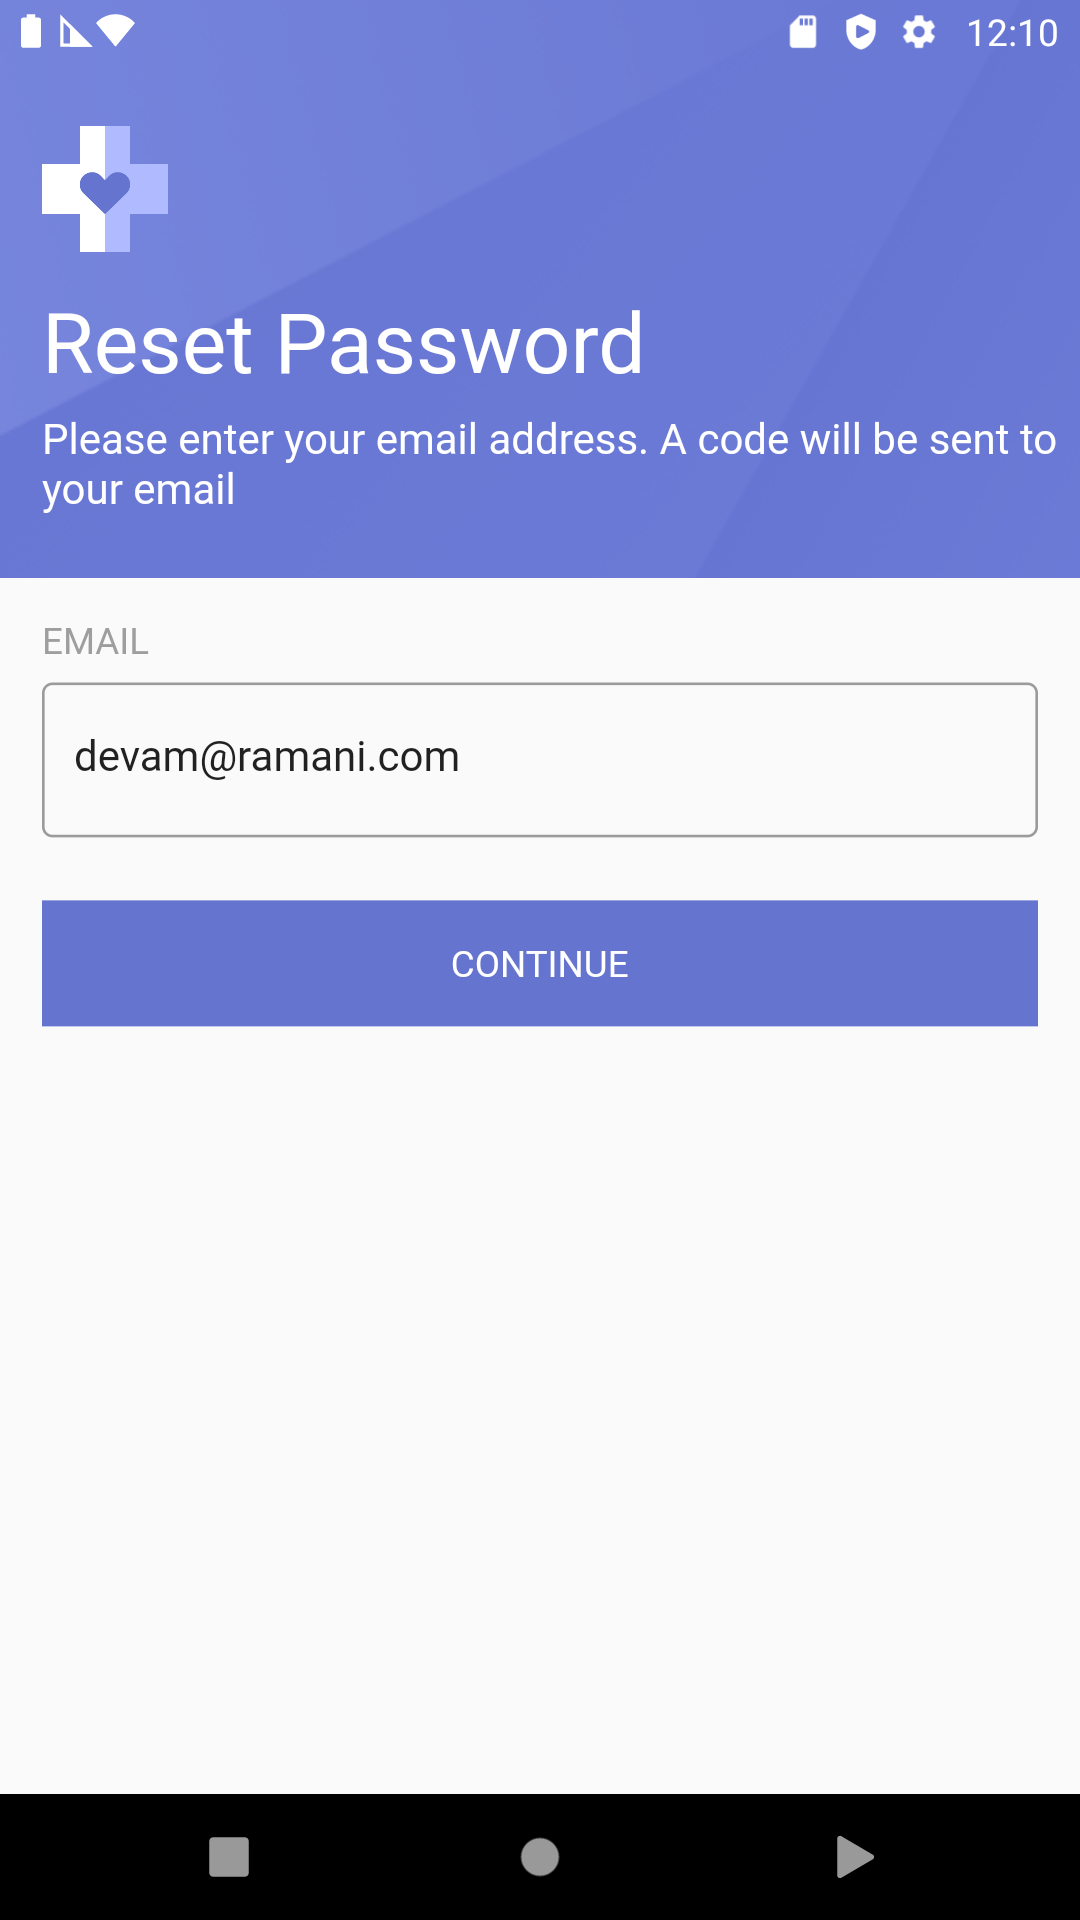 12:10
Reset Password
Please enter your email address. A code will be sent to
your email
EMAIL
devam@ramani.com
CONTINUE